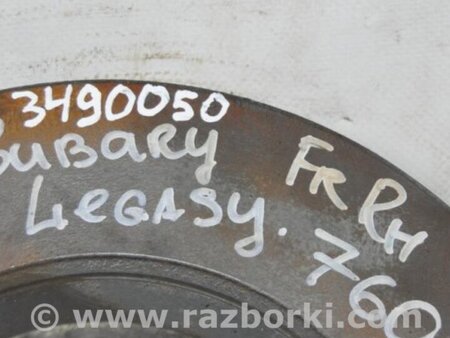 3490050
SUBARY
LeGASy.
FR RH
760
www.razborki.com